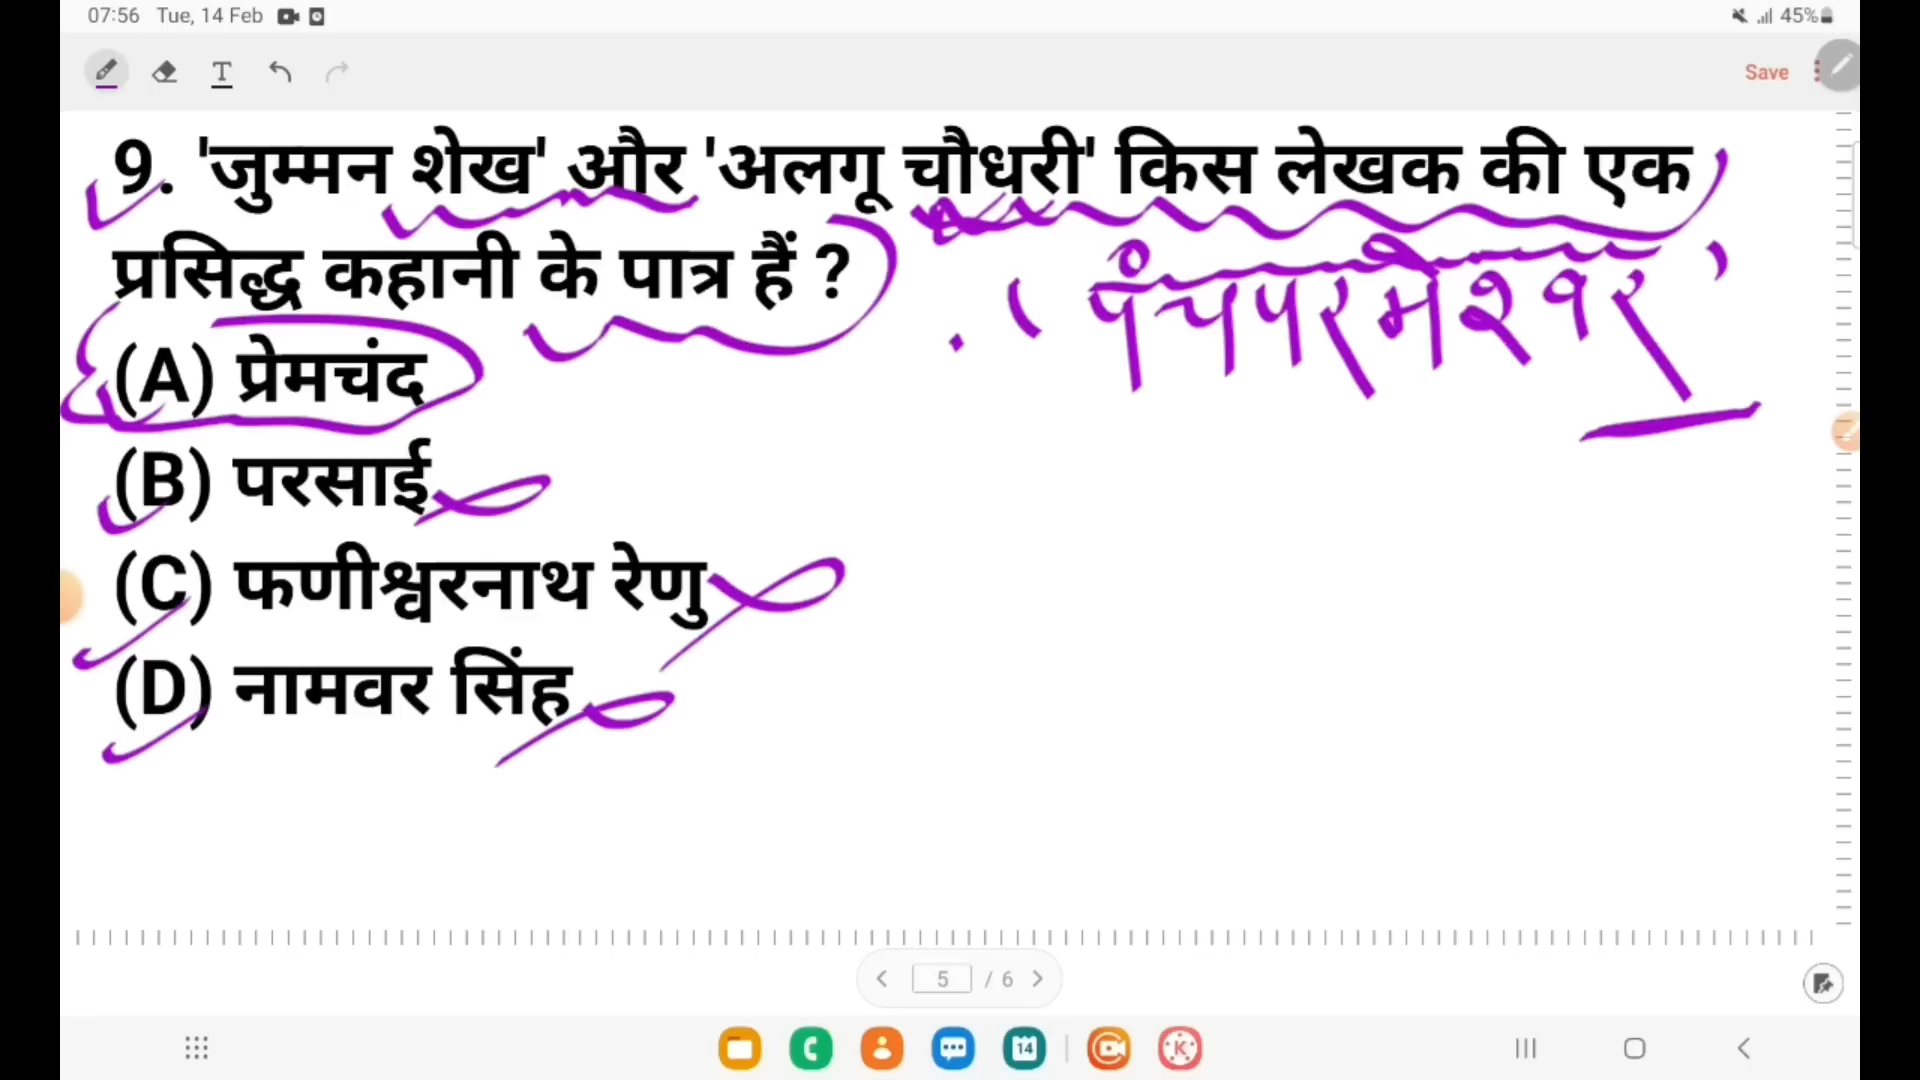 07:56 Tue, 14 Feb
45%
T
Save
9. 'जुम्मन शेख' और 'अलगू चौधरी' किस लेखक की एक
प्रसिद्ध कहानी के पात्र हैं ?
'पंचपरमेश्वर'
(A) प्रेमचंद
(B) परसाई
(C) फणीश्वरनाथ रेणु
(D) नामवर सिंह
5 / 6
14
K